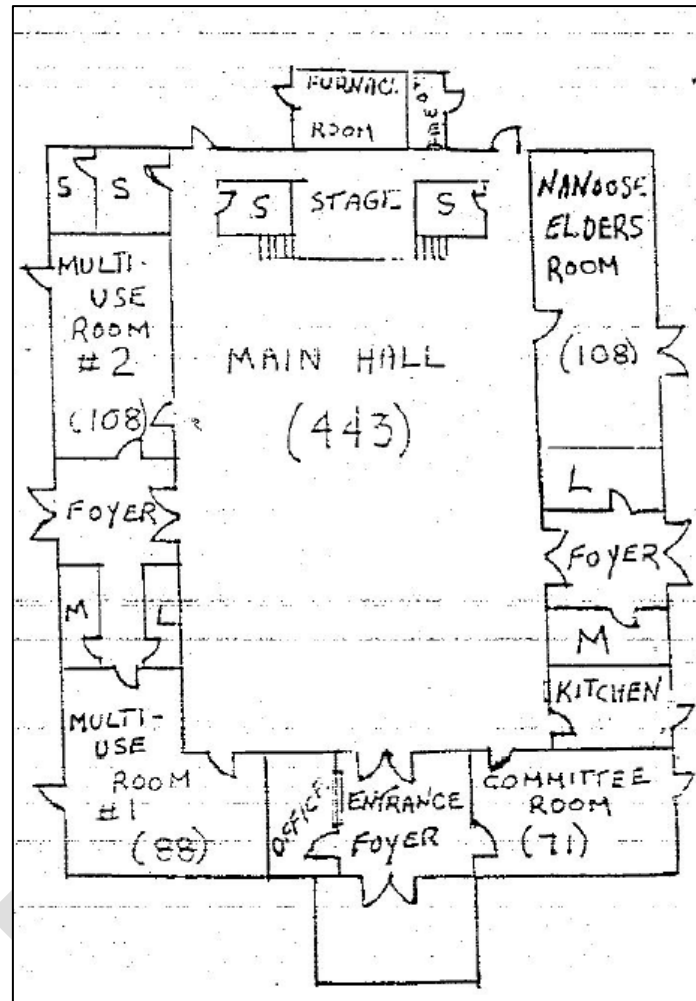 FURNAC.
ROOM
S
S
S
STAGE
S
NANOOSE
ELDERS
ROOM
(108)
MULTI-
USE
ROOM
#2
(108)
MAIN HALL
(443)
FOYER
L
FOYER
M
L
M
KITCHEN
MULTI-
USE
ROOM
#1
(88)
OFFICE
ENTRANCE
FOYER
COMMITTEE
ROOM
(71)